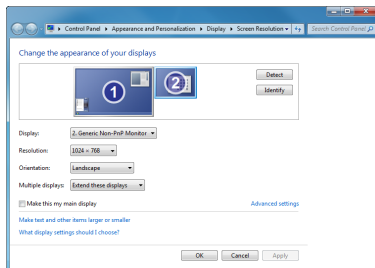 Control Panel ▸ Appearance and Personalization ▸ Display ▸ Screen Resolution
Search Control Panel
Change the appearance of your displays
1
2
Detect
Identify
Display: 2. Generic Non-PnP Monitor
Resolution: 1024 × 768
Orientation: Landscape
Multiple displays: Extend these displays
Make this my main display
Advanced settings
Make text and other items larger or smaller
What display settings should I choose?
OK Cancel Apply